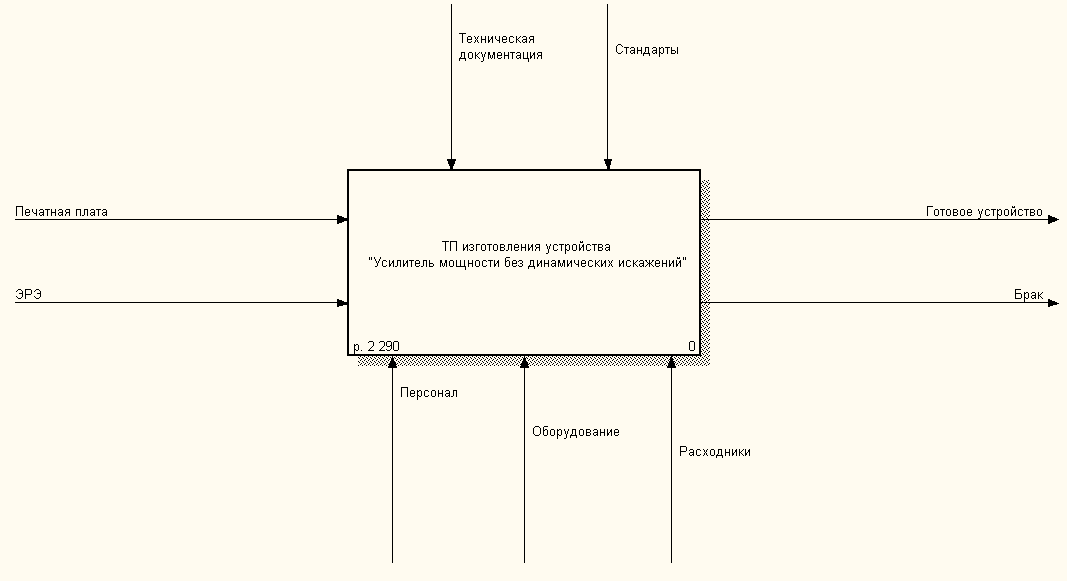 Техническая
документация
Стандарты
Печатная плата
Готовое устройство
ТП изготовления устройства
"Усилитель мощности без динамических искажений"
ЭРЭ
Брак
р. 2 290
0
Персонал
Оборудование
Расходники